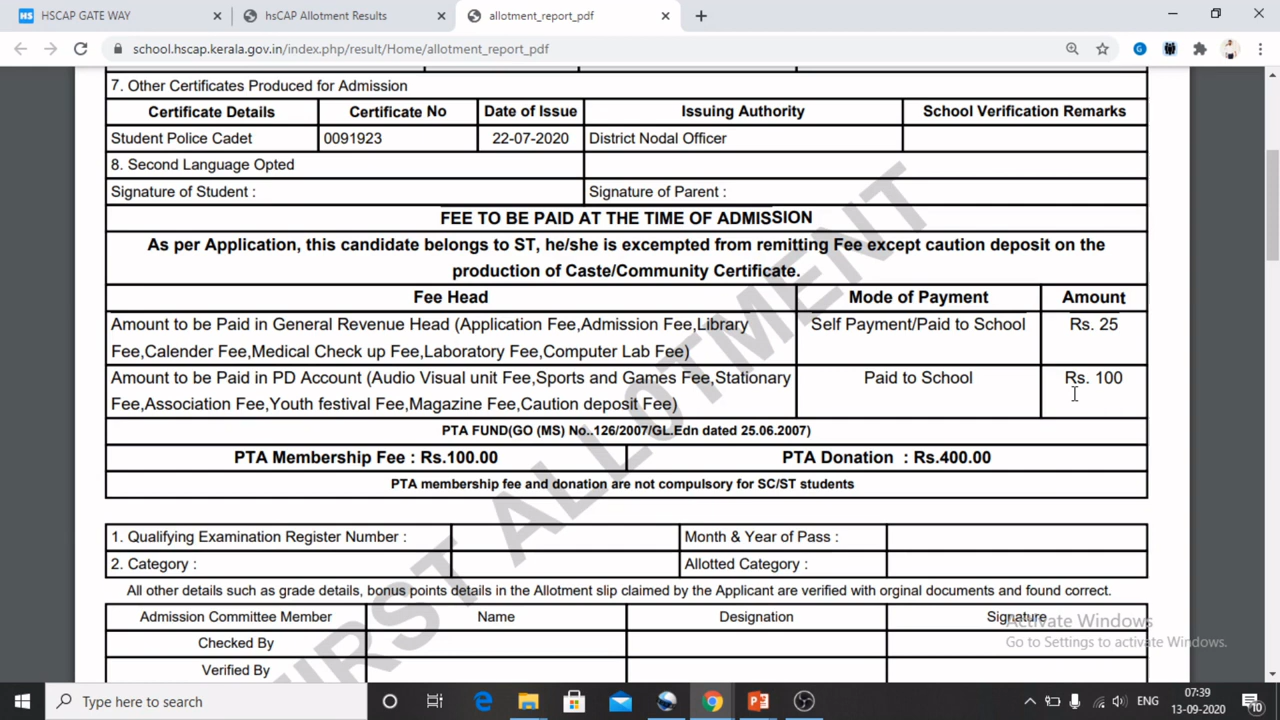 HSCAP GATE WAY
hsCAP Allotment Results
allotment_report_pdf
school.hscap.kerala.gov.in/index.php/result/Home/allotment_report_pdf
7. Other Certificates Produced for Admission
Certificate Details Certificate No Date of Issue Issuing Authority School Verification Remarks
Student Police Cadet 0091923 22-07-2020 District Nodal Officer
8. Second Language Opted
Signature of Student : Signature of Parent :
FEE TO BE PAID AT THE TIME OF ADMISSION
As per Application, this candidate belongs to ST, he/she is excempted from remitting Fee except caution deposit on the
production of Caste/Community Certificate.
Fee Head Mode of Payment Amount
Amount to be Paid in General Revenue Head (Application Fee,Admission Fee,Library Self Payment/Paid to School Rs. 25
Fee,Calender Fee,Medical Check up Fee,Laboratory Fee,Computer Lab Fee)
Amount to be Paid in PD Account (Audio Visual unit Fee,Sports and Games Fee,Stationary Paid to School Rs. 100
Fee,Association Fee,Youth festival Fee,Magazine Fee,Caution deposit Fee)
PTA FUND(GO (MS) No..126/2007/GL.Edn dated 25.06.2007)
PTA Membership Fee : Rs.100.00 PTA Donation : Rs.400.00
PTA membership fee and donation are not compulsory for SC/ST students
1. Qualifying Examination Register Number : Month & Year of Pass :
2. Category : Allotted Category :
All other details such as grade details, bonus points details in the Allotment slip claimed by the Applicant are verified with orginal documents and found correct.
Admission Committee Member Name Designation Signature
Checked By
Verified By
FIRST ALLOTMENT
Activate Windows
Go to Settings to activate Windows.
Type here to search
ENG
07:39
13-09-2020
10